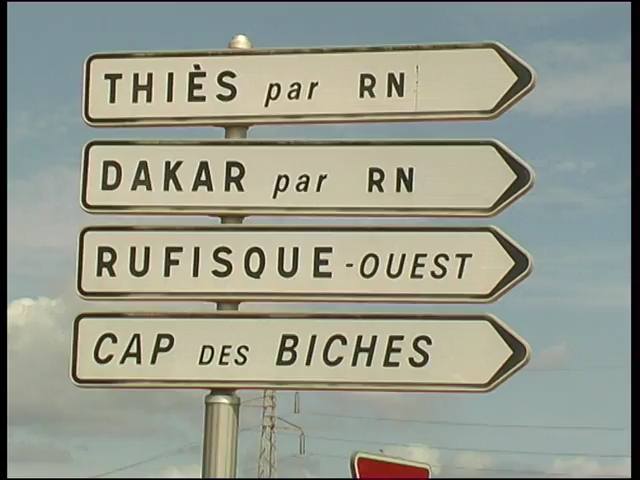 THIÈS par RN
DAKAR par RN
RUFISQUE-OUEST
CAP DES BICHES